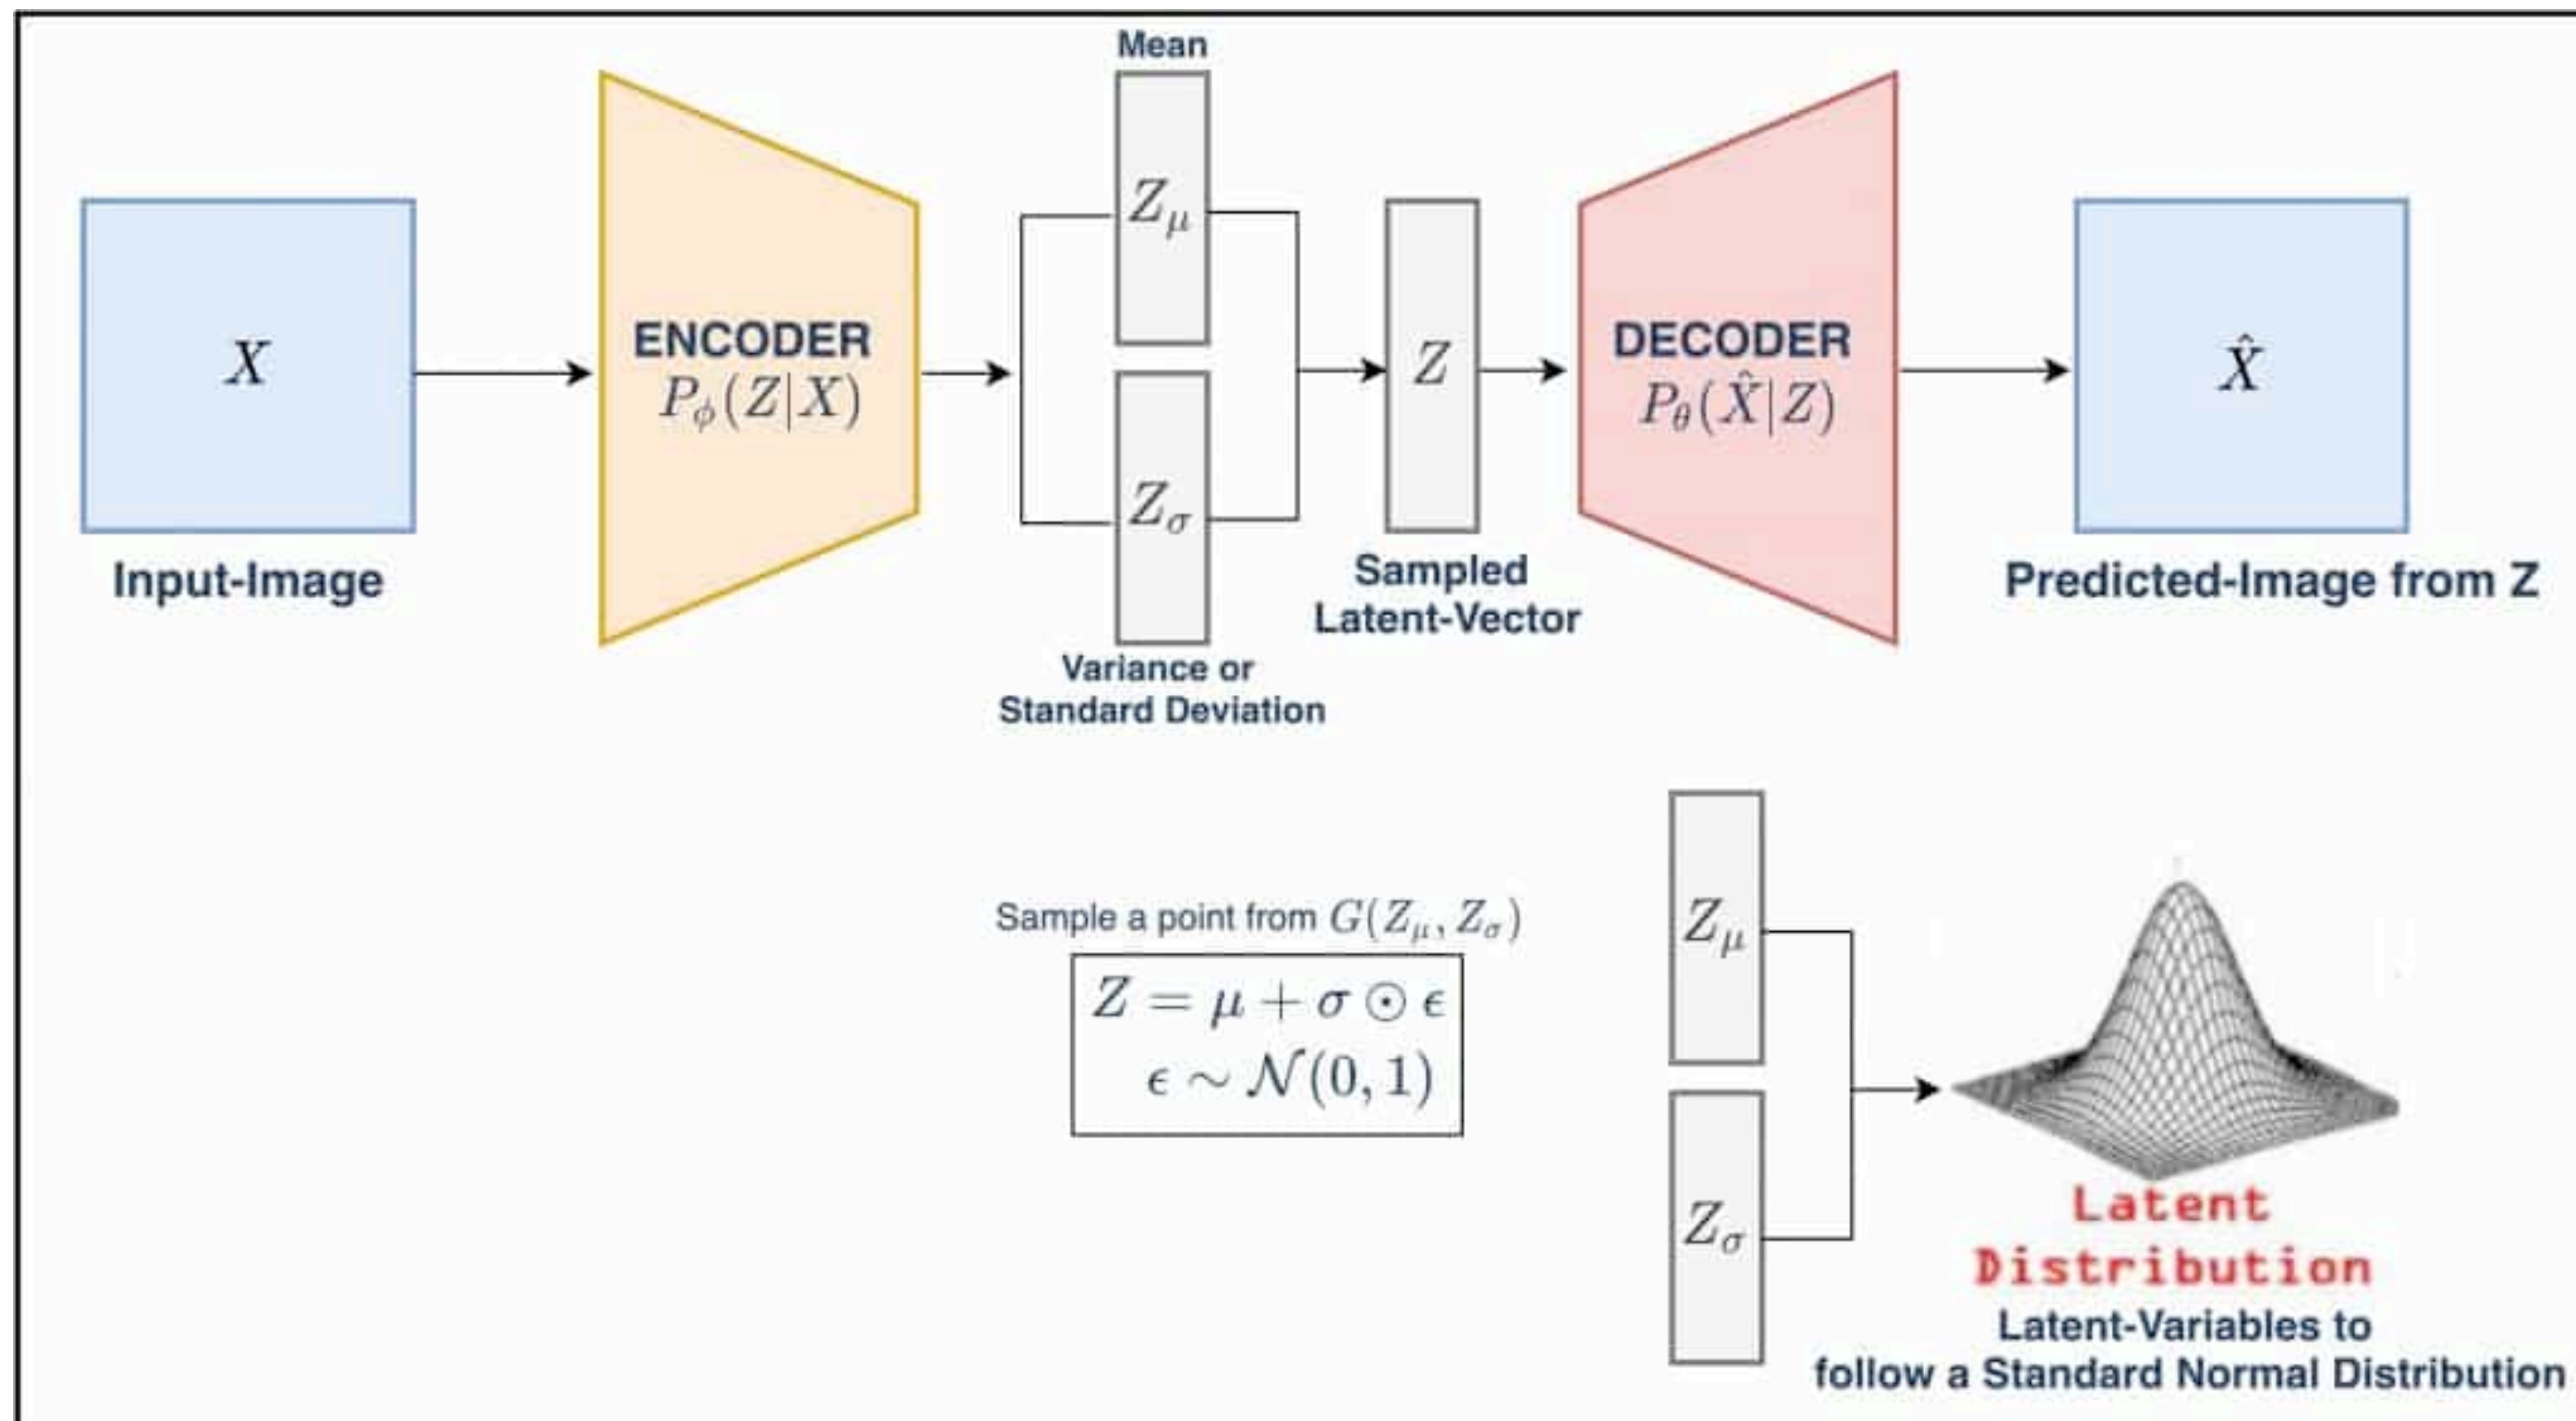 Mean
Z_μ
X
ENCODER
P_ϕ(Z|X)
Z
DECODER
P_θ(X̂|Z)
X̂
Z_σ
Input-Image
Sampled
Latent-Vector
Predicted-Image from Z
Variance or
Standard Deviation
Sample a point from G(Z_μ, Z_σ)
Z = μ + σ ⊙ ϵ
ϵ ∼ 𝒩(0, 1)
Z_μ
Z_σ
Latent
Distribution
Latent-Variables to
follow a Standard Normal Distribution